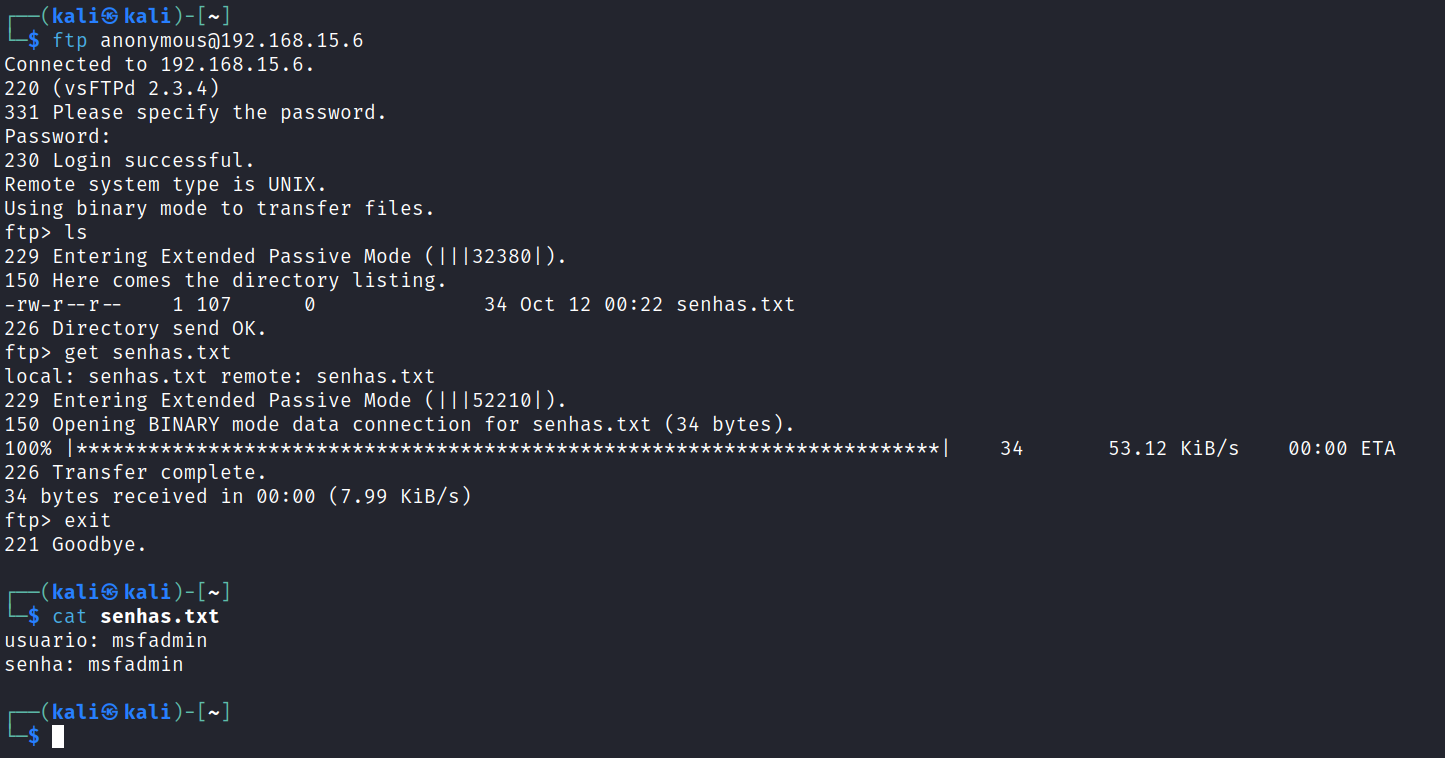 ┌──(kali㉿kali)-[~]
└─$ ftp anonymous@192.168.15.6
Connected to 192.168.15.6.
220 (vsFTPd 2.3.4)
331 Please specify the password.
Password:
230 Login successful.
Remote system type is UNIX.
Using binary mode to transfer files.
ftp> ls
229 Entering Extended Passive Mode (|||32380|).
150 Here comes the directory listing.
-rw-r--r--    1 107      0              34 Oct 12 00:22 senhas.txt
226 Directory send OK.
ftp> get senhas.txt
local: senhas.txt remote: senhas.txt
229 Entering Extended Passive Mode (|||52210|).
150 Opening BINARY mode data connection for senhas.txt (34 bytes).
100% |************************************************************************|    34       53.12 KiB/s    00:00 ETA
226 Transfer complete.
34 bytes received in 00:00 (7.99 KiB/s)
ftp> exit
221 Goodbye.
┌──(kali㉿kali)-[~]
└─$ cat senhas.txt
usuario: msfadmin
senha: msfadmin
┌──(kali㉿kali)-[~]
└─$